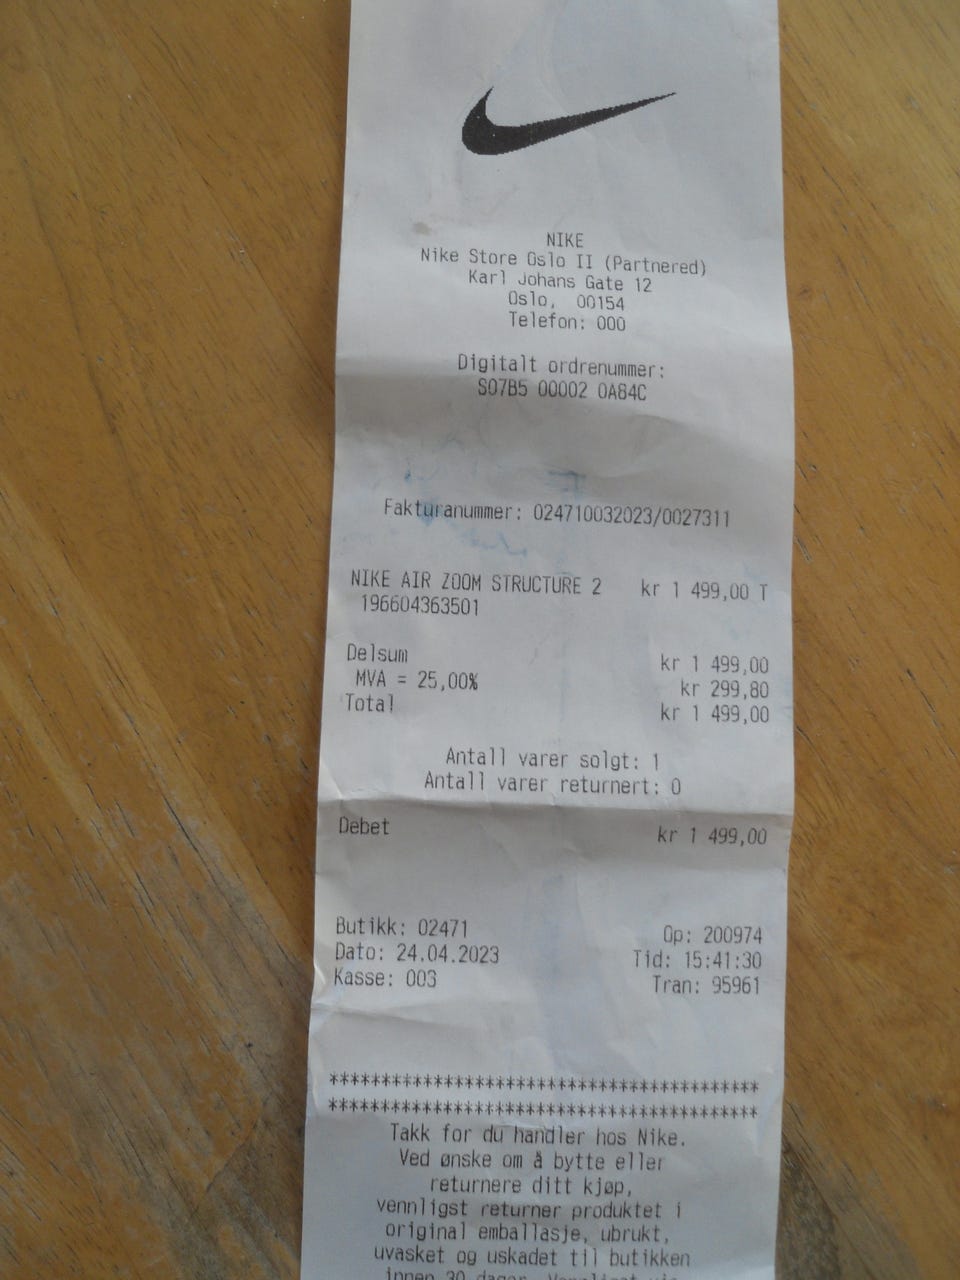 NIKE
Nike Store Oslo II (Partnered)
Karl Johans Gate 12
Oslo, 00154
Telefon: 000
Digitalt ordrenummer:
S07B5 00002 0A84C
Fakturanummer: 024710032023/0027311
NIKE AIR ZOOM STRUCTURE 2 kr 1 499,00 T
196604363501
Delsum kr 1 499,00
MVA = 25,00% kr 299,80
Total kr 1 499,00
Antall varer solgt: 1
Antall varer returnert: 0
Debet kr 1 499,00
Butikk: 02471 Op: 200974
Dato: 24.04.2023 Tid: 15:41:30
Kasse: 003 Tran: 95961
******************************************
******************************************
Takk for du handler hos Nike.
Ved ønske om å bytte eller
returnere ditt kjøp,
vennligst returner produktet i
original emballasje, ubrukt,
uvasket og uskadet til butikken
innen 30 dager. Vennligst